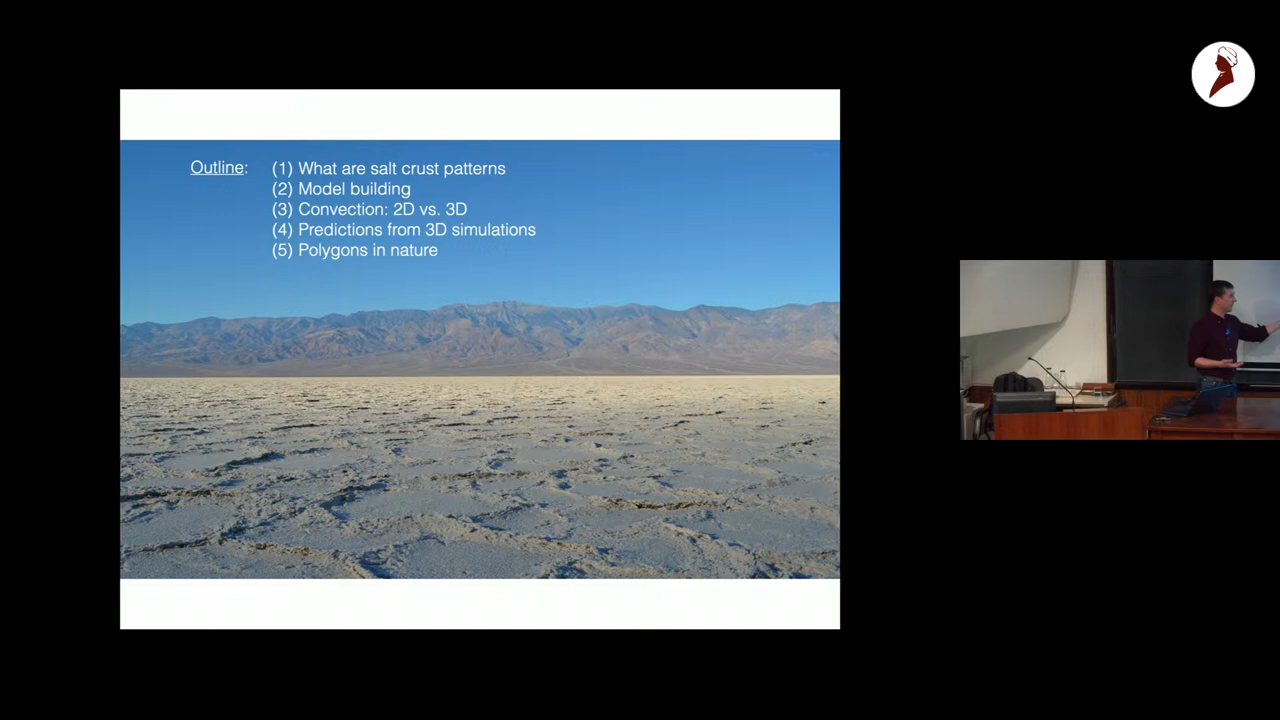 Outline: (1) What are salt crust patterns
(2) Model building
(3) Convection: 2D vs. 3D
(4) Predictions from 3D simulations
(5) Polygons in nature